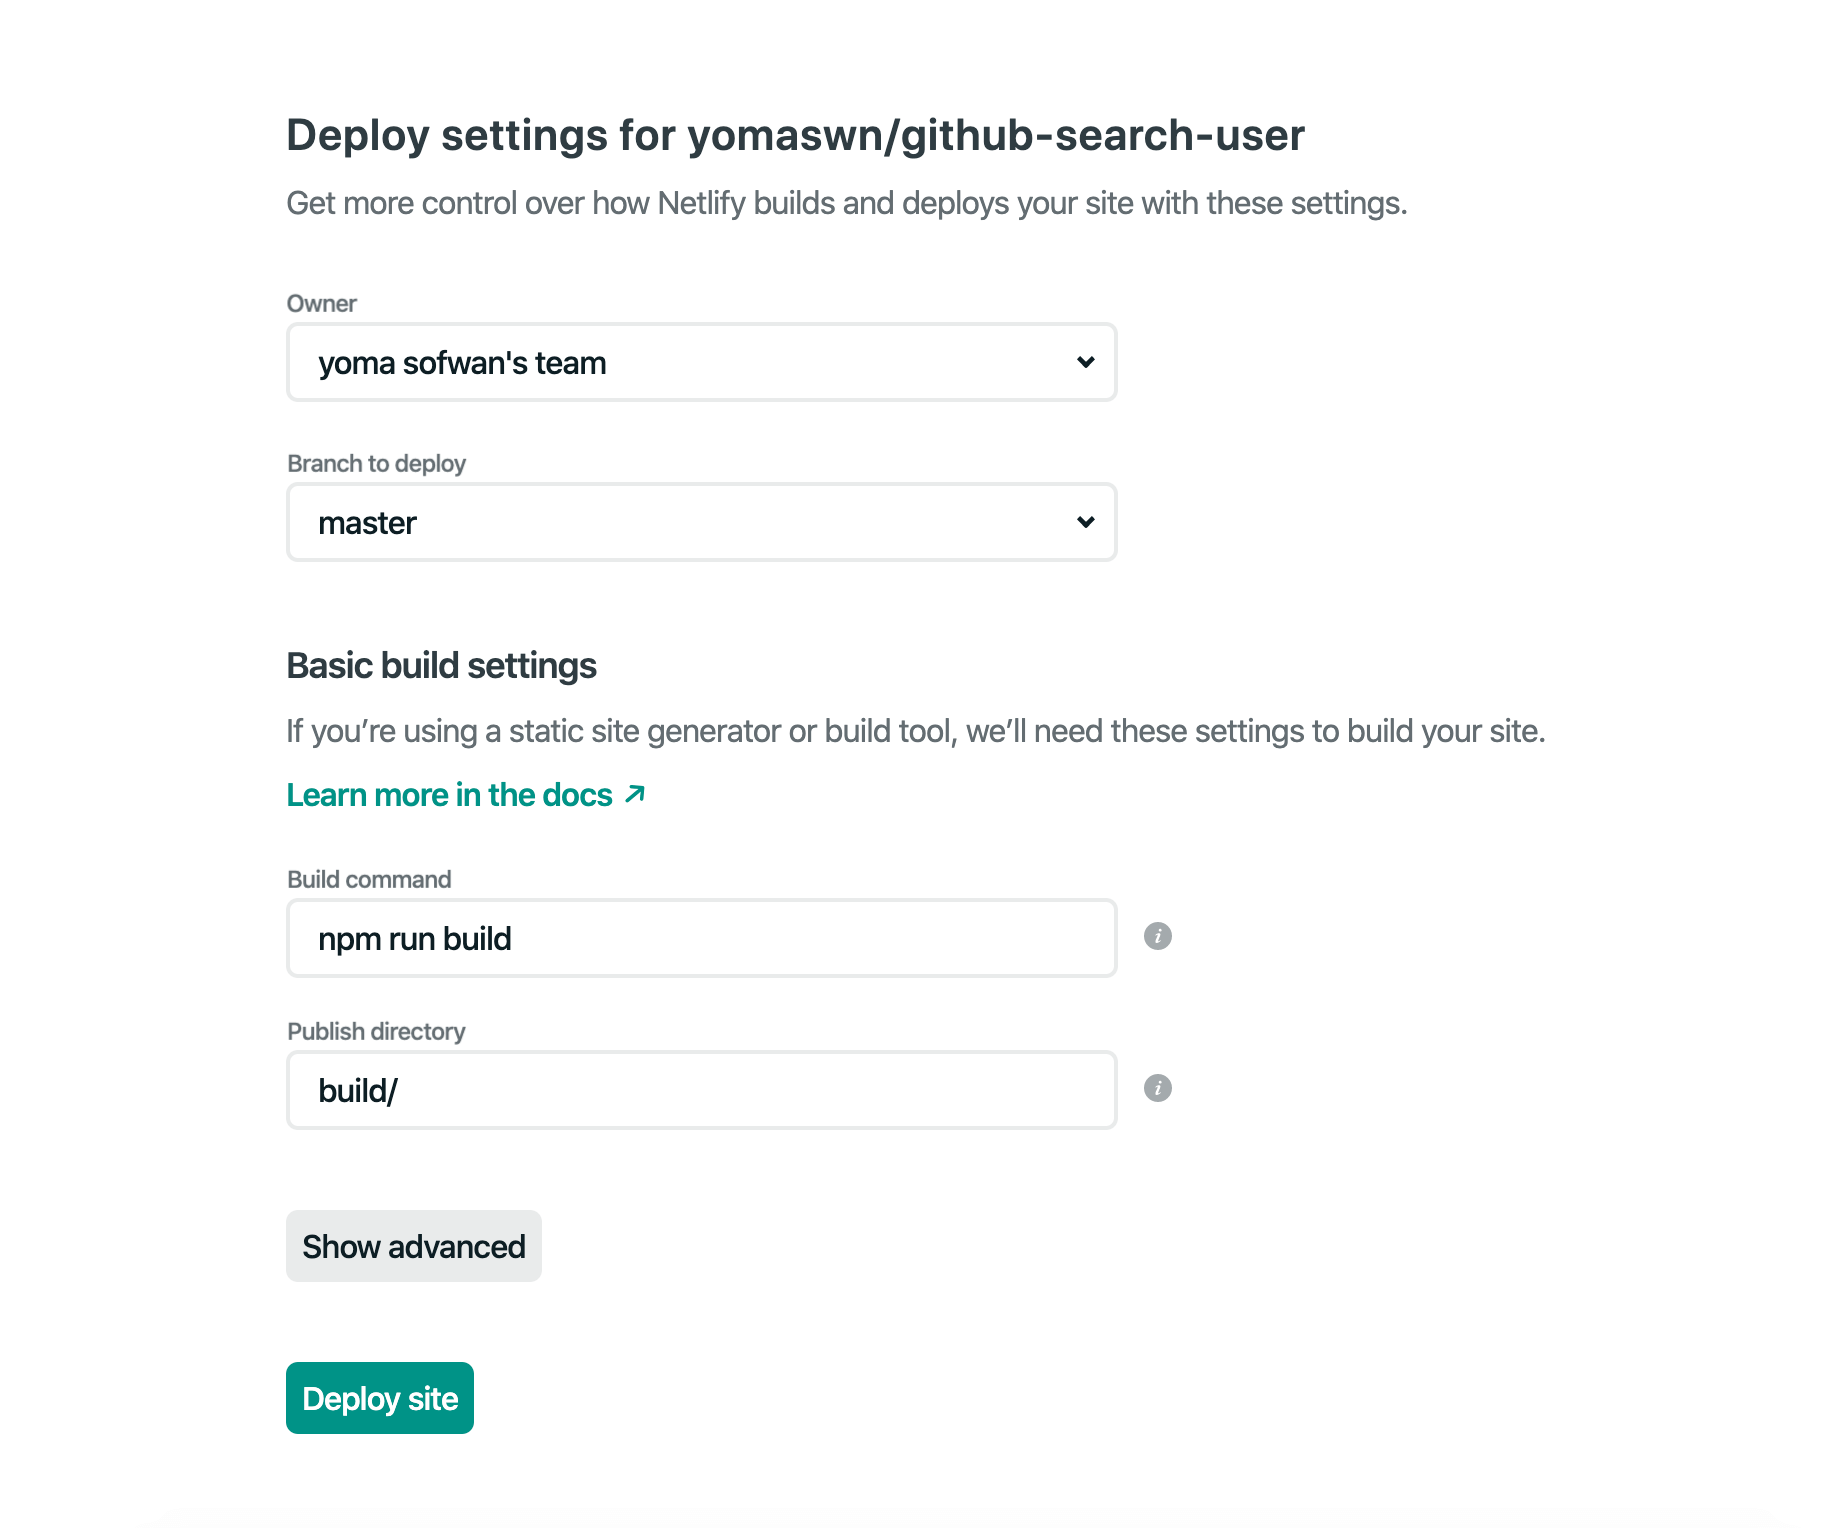 Deploy settings for yomaswn/github-search-user
Get more control over how Netlify builds and deploys your site with these settings.
Owner
yoma sofwan's team
Branch to deploy
master
Basic build settings
If you’re using a static site generator or build tool, we’ll need these settings to build your site.
Learn more in the docs ↗
Build command
npm run build
i
Publish directory
build/
i
Show advanced
Deploy site